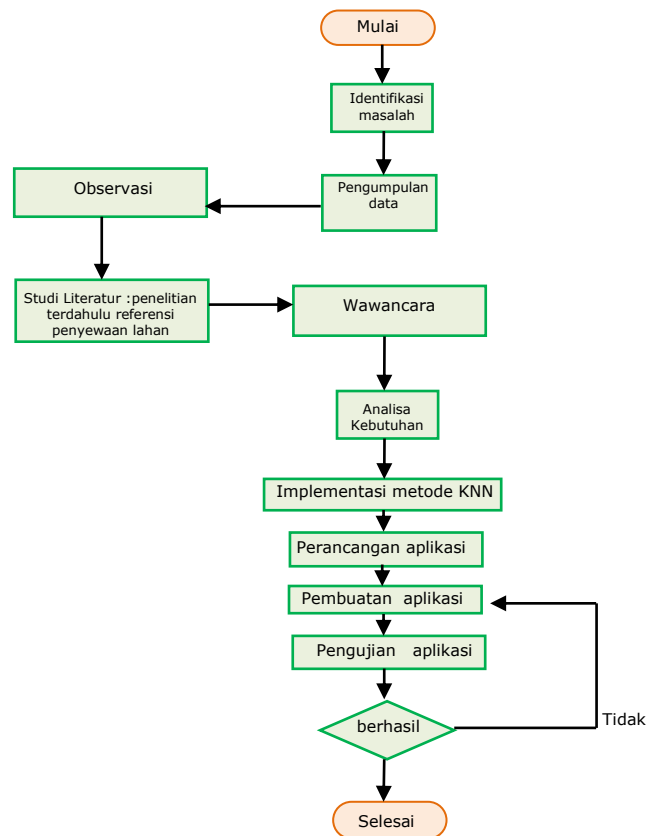 Mulai
Identifikasi
masalah
Pengumpulan
data
Observasi
Studi Literatur :penelitian
terdahulu referensi
penyewaan lahan
Wawancara
Analisa
Kebutuhan
Implementasi metode KNN
Perancangan aplikasi
Pembuatan aplikasi
Pengujian aplikasi
berhasil
Tidak
Selesai